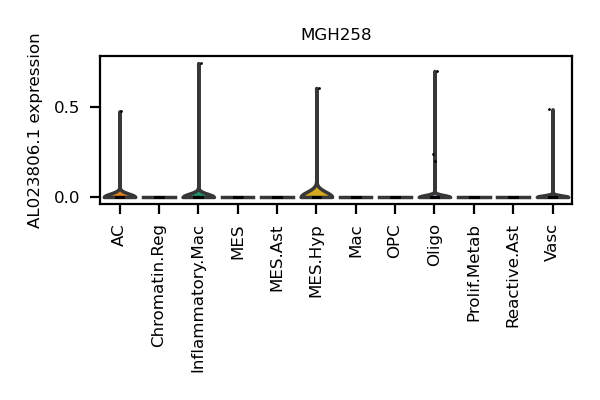 MGH258
AL023806.1 expression
0.5
0.0
AC
Chromatin.Reg
Inflammatory.Mac
MES
MES.Ast
MES.Hyp
Mac
OPC
Oligo
Prolif.Metab
Reactive.Ast
Vasc